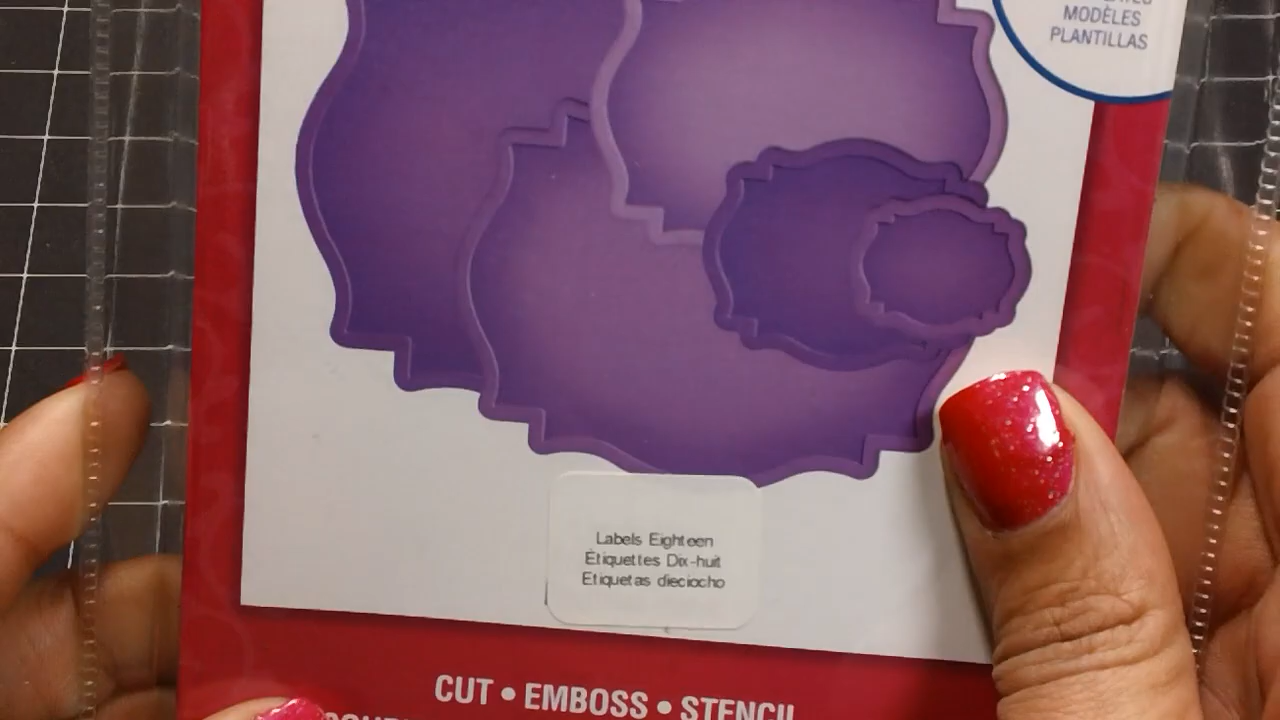 MODÈLES
PLANTILLAS
Labels Eighteen
Étiquettes Dix-huit
Etiquetas dieciocho
CUT • EMBOSS • STENCIL